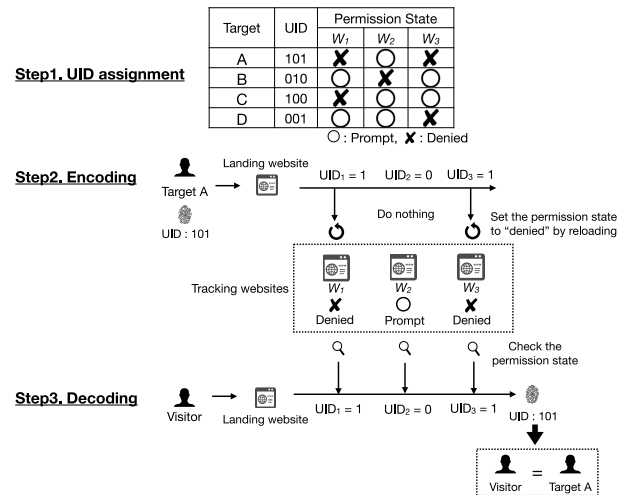 Target UID Permission State
W1 W2 W3
A 101 ✘ ○ ✘
B 010 ○ ✘ ○
C 100 ✘ ○ ○
D 001 ○ ○ ✘
○ : Prompt, ✘ : Denied
Step1. UID assignment
Step2. Encoding
Target A
UID : 101
Landing website
UID1 = 1 UID2 = 0 UID3 = 1
Do nothing
Set the permission state
to “denied” by reloading
Tracking websites
W1 W2 W3
✘ ○ ✘
Denied Prompt Denied
Check the
permission state
Step3. Decoding
Visitor
Landing website
UID1 = 1 UID2 = 0 UID3 = 1
UID : 101
=
Visitor Target A